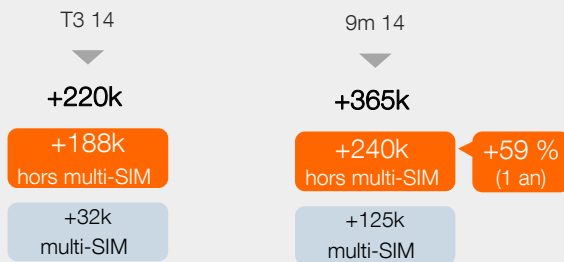 T3 14
+220k
+188k
hors multi-SIM
+32k
multi-SIM
9m 14
+365k
+240k
hors multi-SIM
+59 %
(1 an)
+125k
multi-SIM